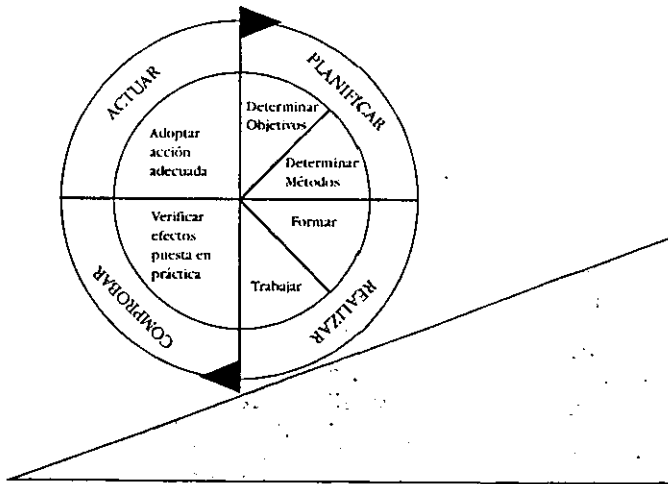 ACTUAR
PLANIFICAR
Determinar
Objetivos
Adoptar
acción
adecuada
Determinar
Métodos
Verificar
efectos
puesta en
práctica
Formar
Trabajar
COMPROBAR
REALIZAR